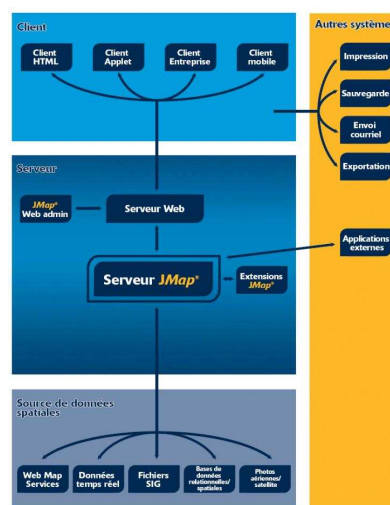 Client
Client
HTML
Client
Applet
Client
Entreprise
Client
mobile
Autres système
Impression
Sauvegarde
Envoi
courriel
Exportation
Serveur
JMap®
Web admin
Serveur Web
Applications
externes
Serveur JMap®
Extensions
JMap®
Source de données
spatiales
Web Map
Services
Données
temps réel
Fichiers
SIG
Bases de
données
relationnelles/
spatiales
Photos
aériennes/
satellite